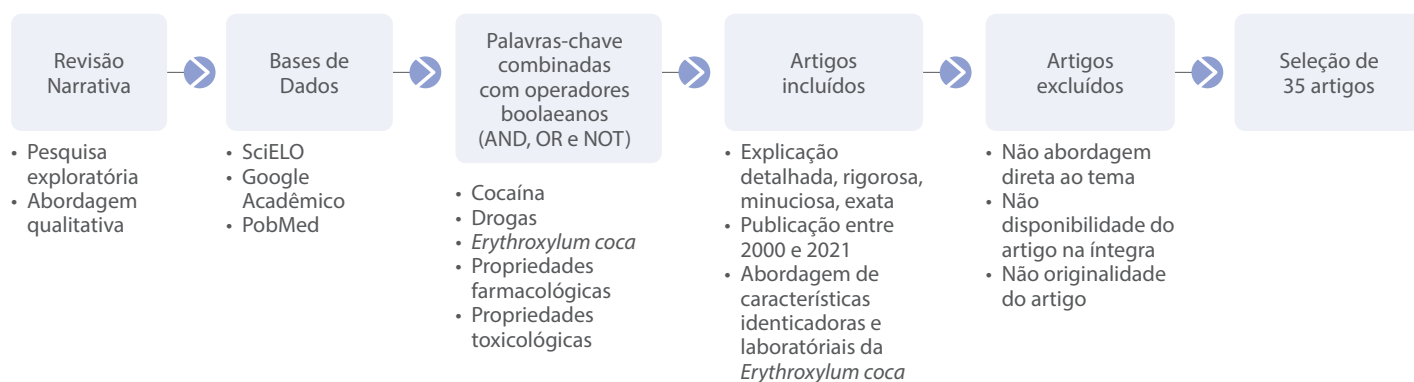 Revisão
Narrativa
• Pesquisa
exploratória
• Abordagem
qualitativa
Bases de
Dados
• SciELO
• Google
Acadêmico
• PobMed
Palavras-chave
combinadas
com operadores
boolaeanos
(AND, OR e NOT)
• Cocaína
• Drogas
• Erythroxylum coca
• Propriedades
farmacológicas
• Propriedades
toxicológicas
Artigos
incluídos
• Explicação
detalhada, rigorosa,
minuciosa, exata
• Publicação entre
2000 e 2021
• Abordagem de
características
identicadoras e
laboratóriais da
Erythroxylum coca
Artigos
excluídos
• Não abordagem
direta ao tema
• Não
disponibilidade do
artigo na íntegra
• Não originalidade
do artigo
Seleção de
35 artigos